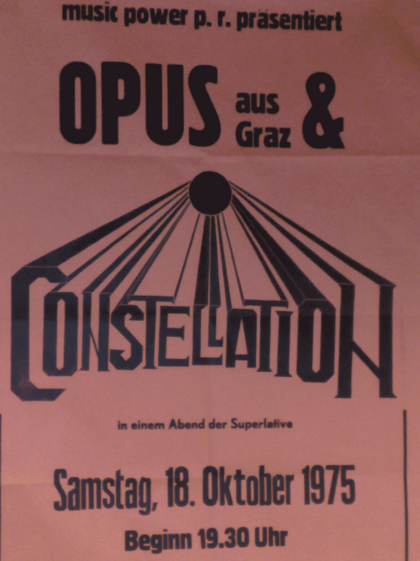 music power p. r. präsentiert
OPUS aus Graz &
CONSTELLATION
in einem Abend der Superlative
Samstag, 18. Oktober 1975
Beginn 19.30 Uhr